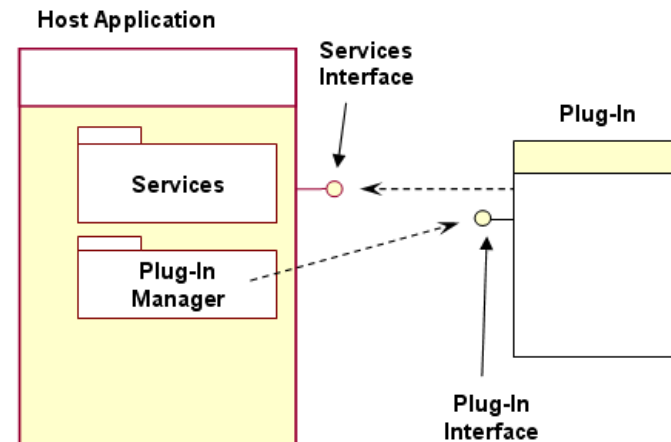 Host Application
Services
Interface
Plug-In
Services
Plug-In
Manager
Plug-In
Interface